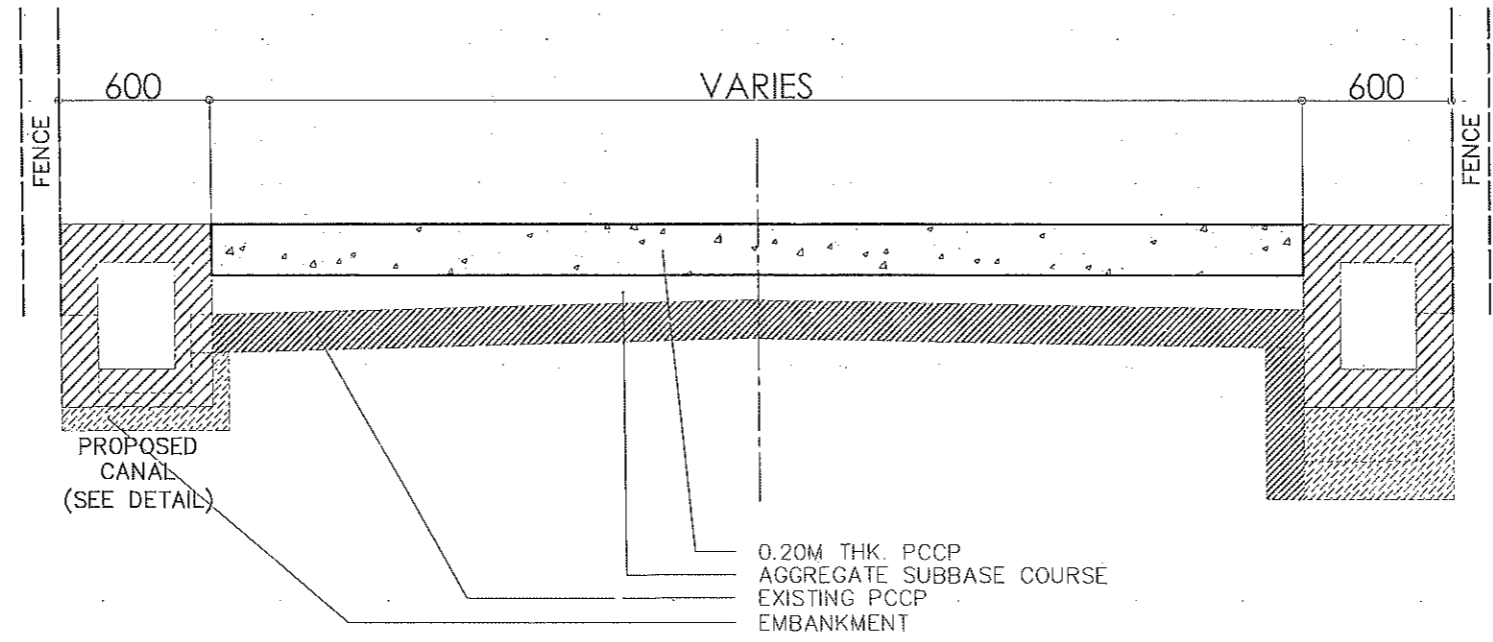 600
VARIES
600
FENCE
FENCE
PROPOSED
CANAL
(SEE DETAIL)
0.20M THK. PCCP
AGGREGATE SUBBASE COURSE
EXISTING PCCP
EMBANKMENT